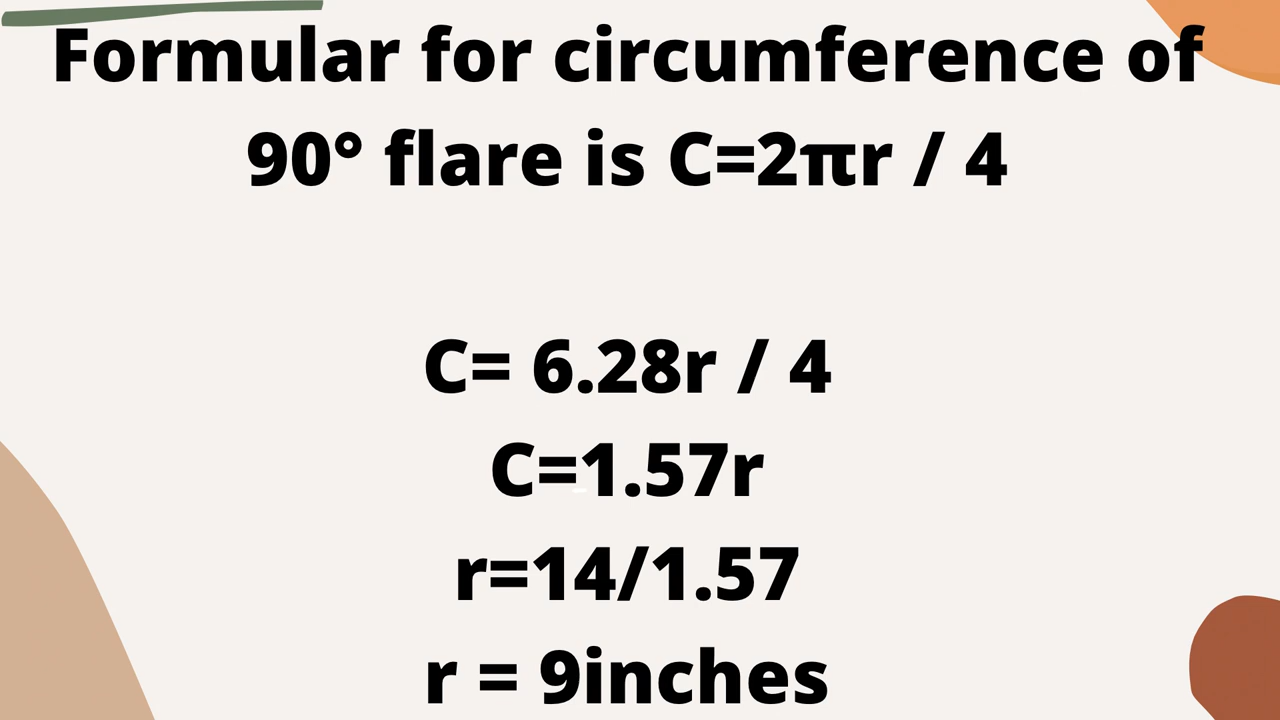 Formular for circumference of
90° flare is C=2πr / 4
C= 6.28r / 4
C=1.57r
r=14/1.57
r = 9inches